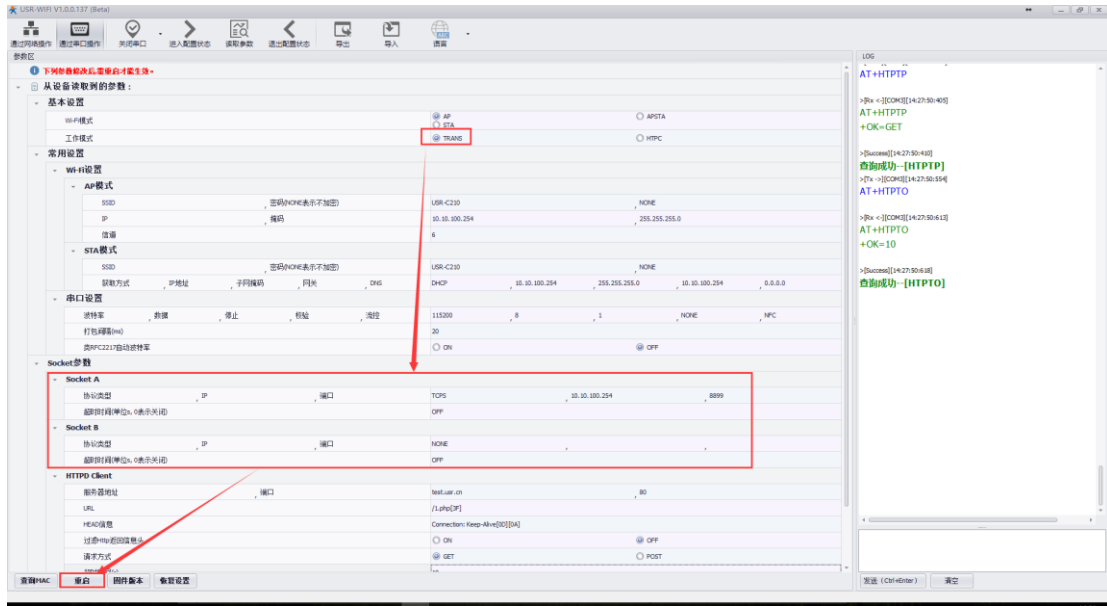 USR-WIFI V1.0.0.137 (Beta)
通过网络操作 通过串口操作 关闭串口 进入配置状态 读取参数 退出配置状态 导出 导入 语言
参数区 LOG
下列参数修改后需重启才能生效。
从设备读取到的参数:
基本设置
Wi-Fi模式 AP APSTA
STA
工作模式 TRANS HTPC
常用设置
Wi-Fi设置
AP模式
SSID , 密码(NONE表示不加密) USR-C210 , NONE
IP , 掩码 10.10.100.254 , 255.255.255.0
信道 6
STA模式
SSID , 密码(NONE表示不加密) USR-C210 , NONE
获取方式 , IP地址 , 子网掩码 , 网关 , DNS DHCP , 10.10.100.254 , 255.255.255.0 , 10.10.100.254 , 0.0.0.0
串口设置
波特率 , 数据 , 停止 , 校验 , 流控 115200 , 8 , 1 , NONE , NFC
打包间隔(ms) 20
类RFC2217自动波特率 ON OFF
Socket参数
Socket A
协议类型 , IP , 端口 TCPS , 10.10.100.254 , 8899
超时时间(单位s, 0表示关闭) OFF
Socket B
协议类型 , IP , 端口 NONE , ,
超时时间(单位s, 0表示关闭) OFF
HTTPD Client
服务器地址 , 端口 test.usr.cn , 80
URL /1.php[3F]
HEAD信息 Connection: Keep-Alive[0D][0A]
过滤Http返回信息头 ON OFF
请求方式 GET POST
查询MAC 重启 固件版本 恢复设置
AT+HTPTP
>[Rx <-][COM3][14:27:50:405]
AT+HTPTP
+OK=GET
>[Success][14:27:50:410]
查询成功--[HTPTP]
>[Tx ->][COM3][14:27:50:554]
AT+HTPTO
>[Rx <-][COM3][14:27:50:613]
AT+HTPTO
+OK=10
>[Success][14:27:50:618]
查询成功--[HTPTO]
发送 (Ctrl+Enter) 清空